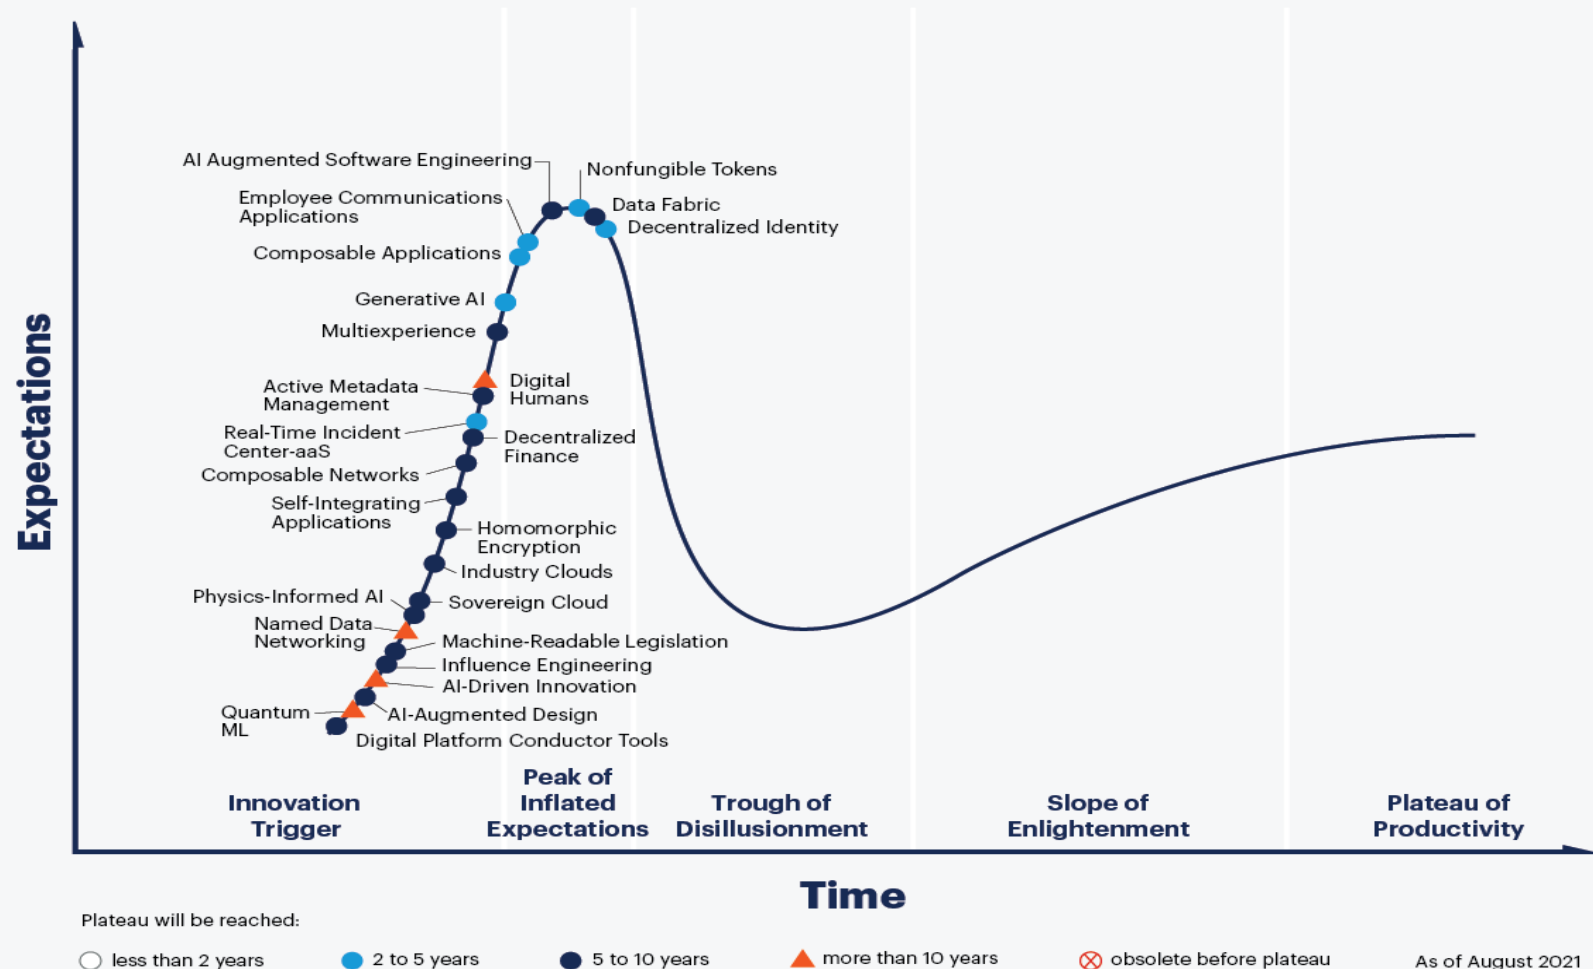 AI Augmented Software Engineering
Nonfungible Tokens
Employee Communications
Applications
Data Fabric
Decentralized Identity
Composable Applications
Generative AI
Multiexperience
Active Metadata
Management
Digital
Humans
Real-Time Incident
Center-aaS
Decentralized
Finance
Composable Networks
Self-Integrating
Applications
Homomorphic
Encryption
Industry Clouds
Physics-Informed AI
Sovereign Cloud
Named Data
Networking
Machine-Readable Legislation
Influence Engineering
AI-Driven Innovation
Quantum
ML
AI-Augmented Design
Digital Platform Conductor Tools
Expectations
Innovation
Trigger
Peak of
Inflated
Expectations
Trough of
Disillusionment
Slope of
Enlightenment
Plateau of
Productivity
Time
Plateau will be reached:
less than 2 years
2 to 5 years
5 to 10 years
more than 10 years
obsolete before plateau
As of August 2021